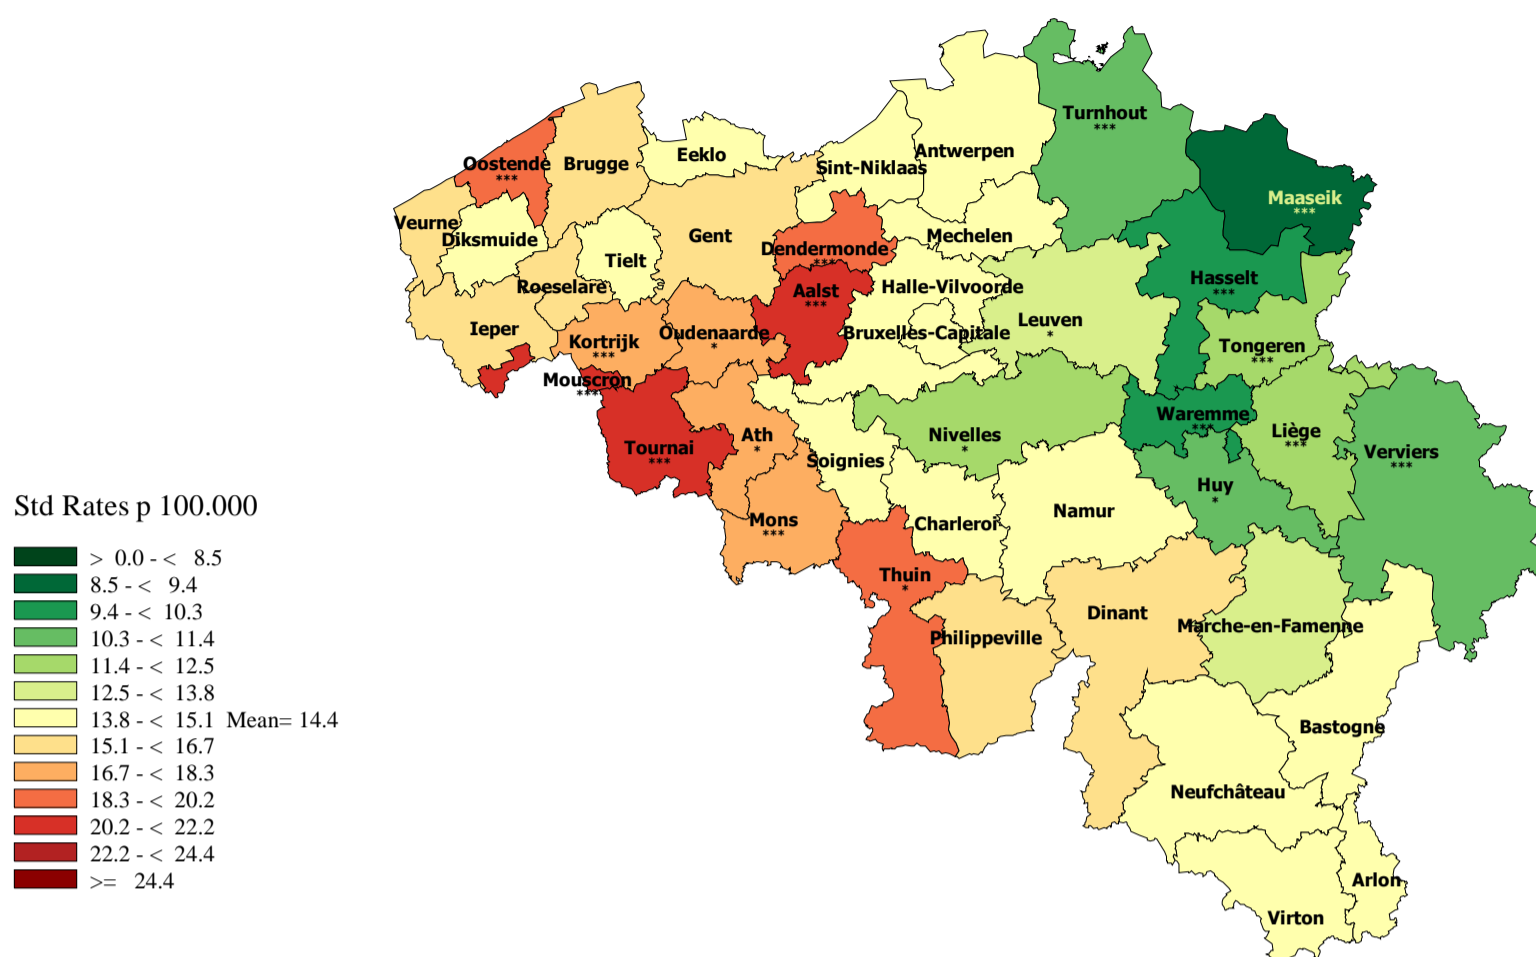 Turnhout
***
Eeklo
Antwerpen
Oostende
***
Brugge
Sint-Niklaas
Maaseik
***
Veurne
Diksmuide
Gent
Dendermonde
***
Mechelen
Tielt
Hasselt
***
Roeselare
Aalst
***
Halle-Vilvoorde
Ieper
Kortrijk
***
Oudenaarde
*
Bruxelles-Capitale
Leuven
*
Tongeren
***
Mouscron
***
Waremme
***
Tournai
***
Ath
*
Nivelles
*
Liège
***
Soignies
Verviers
***
Huy
*
Std Rates p 100.000
Mons
***
Charleroi
Namur
> 0.0 - < 8.5
8.5 - < 9.4
9.4 - < 10.3
10.3 - < 11.4
11.4 - < 12.5
12.5 - < 13.8
13.8 - < 15.1 Mean= 14.4
15.1 - < 16.7
16.7 - < 18.3
18.3 - < 20.2
20.2 - < 22.2
22.2 - < 24.4
>= 24.4
Thuin
*
Dinant
Marche-en-Famenne
Philippeville
Bastogne
Neufchâteau
Arlon
Virton